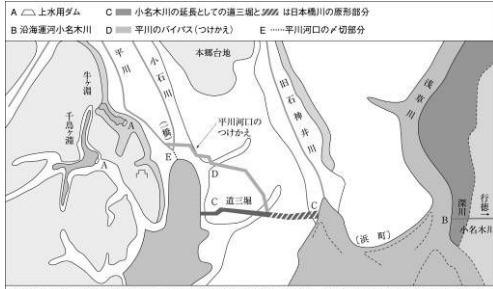 A 上水用ダム C 小名木川の延長としての道三堀と は日本橋川の原形部分
B 沿海運河小名木川 D 平川のバイパス(つけかえ) E ……平川河口の〆切部分
牛ヶ淵
千鳥ヶ淵
A
A
平川
小石川
本郷台地
(一橋)
平川河口の
つけかえ
E
D
C 道三堀 C
旧石神井川
浅草川
(浜町)
深川
行徳→
B 小名木川